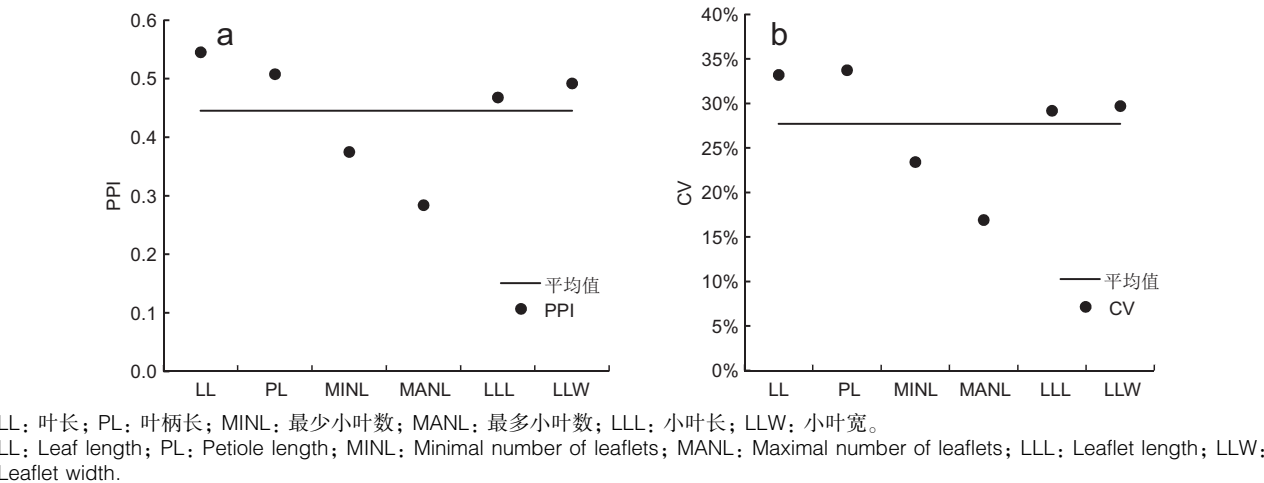 a
0.6
0.5
0.4
0.3
0.2
0.1
0.0
PPI
平均值
PPI
LL PL MINL MANL LLL LLW
b
40%
35%
30%
25%
20%
15%
10%
5%
0%
CV
平均值
CV
LL PL MINL MANL LLL LLW
LL: 叶长; PL: 叶柄长; MINL: 最少小叶数; MANL: 最多小叶数; LLL: 小叶长; LLW: 小叶宽。
LL: Leaf length; PL: Petiole length; MINL: Minimal number of leaflets; MANL: Maximal number of leaflets; LLL: Leaflet length; LLW:
Leaflet width.